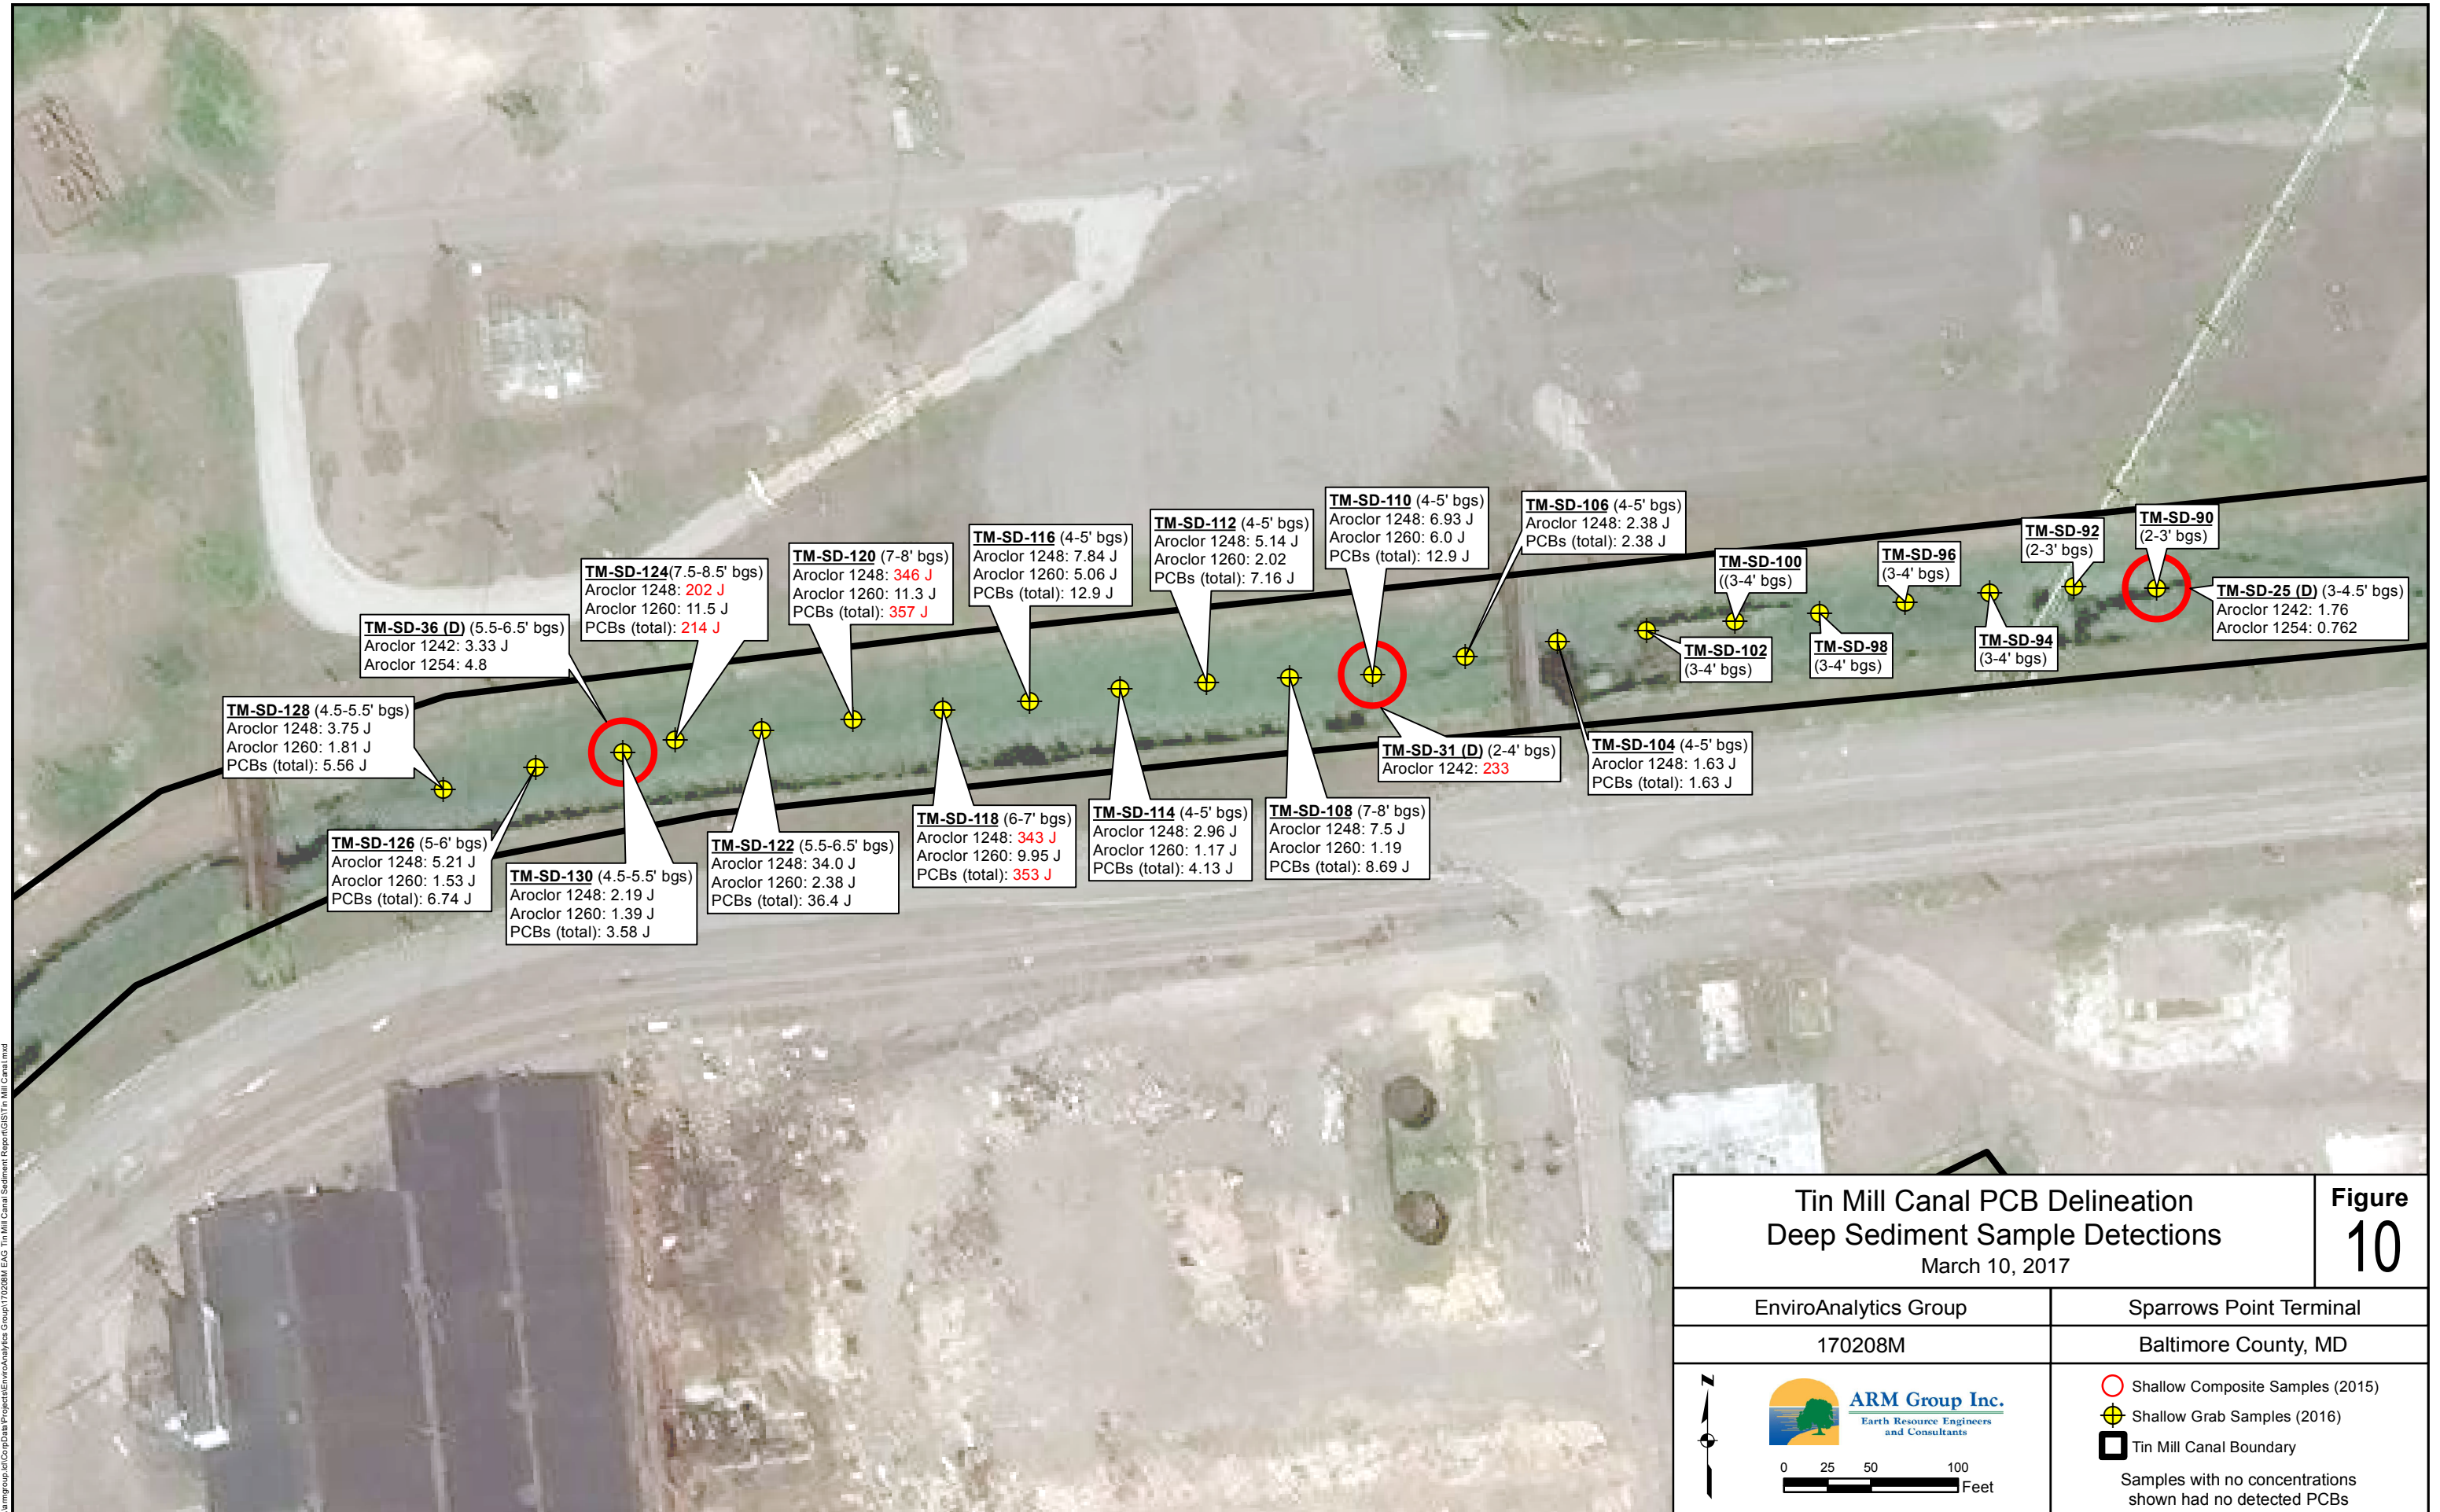 TM-SD-110 (4-5' bgs)
Aroclor 1248: 6.93 J
Aroclor 1260: 6.0 J
PCBs (total): 12.9 J
TM-SD-106 (4-5' bgs)
Aroclor 1248: 2.38 J
PCBs (total): 2.38 J
TM-SD-112 (4-5' bgs)
Aroclor 1248: 5.14 J
Aroclor 1260: 2.02
PCBs (total): 7.16 J
TM-SD-116 (4-5' bgs)
Aroclor 1248: 7.84 J
Aroclor 1260: 5.06 J
PCBs (total): 12.9 J
TM-SD-120 (7-8' bgs)
Aroclor 1248: 346 J
Aroclor 1260: 11.3 J
PCBs (total): 357 J
TM-SD-124(7.5-8.5' bgs)
Aroclor 1248: 202 J
Aroclor 1260: 11.5 J
PCBs (total): 214 J
TM-SD-36 (D) (5.5-6.5' bgs)
Aroclor 1242: 3.33 J
Aroclor 1254: 4.8
TM-SD-128 (4.5-5.5' bgs)
Aroclor 1248: 3.75 J
Aroclor 1260: 1.81 J
PCBs (total): 5.56 J
TM-SD-100
((3-4' bgs)
TM-SD-96
(3-4' bgs)
TM-SD-92
(2-3' bgs)
TM-SD-90
(2-3' bgs)
TM-SD-25 (D) (3-4.5' bgs)
Aroclor 1242: 1.76
Aroclor 1254: 0.762
TM-SD-102
(3-4' bgs)
TM-SD-98
(3-4' bgs)
TM-SD-94
(3-4' bgs)
TM-SD-31 (D) (2-4' bgs)
Aroclor 1242: 233
TM-SD-104 (4-5' bgs)
Aroclor 1248: 1.63 J
PCBs (total): 1.63 J
TM-SD-126 (5-6' bgs)
Aroclor 1248: 5.21 J
Aroclor 1260: 1.53 J
PCBs (total): 6.74 J
TM-SD-130 (4.5-5.5' bgs)
Aroclor 1248: 2.19 J
Aroclor 1260: 1.39 J
PCBs (total): 3.58 J
TM-SD-122 (5.5-6.5' bgs)
Aroclor 1248: 34.0 J
Aroclor 1260: 2.38 J
PCBs (total): 36.4 J
TM-SD-118 (6-7' bgs)
Aroclor 1248: 343 J
Aroclor 1260: 9.95 J
PCBs (total): 353 J
TM-SD-114 (4-5' bgs)
Aroclor 1248: 2.96 J
Aroclor 1260: 1.17 J
PCBs (total): 4.13 J
TM-SD-108 (7-8' bgs)
Aroclor 1248: 7.5 J
Aroclor 1260: 1.19
PCBs (total): 8.69 J
Tin Mill Canal PCB Delineation
Deep Sediment Sample Detections
March 10, 2017
Figure
10
EnviroAnalytics Group
Sparrows Point Terminal
170208M
Baltimore County, MD
N
ARM Group Inc.
Earth Resource Engineers
and Consultants
0 25 50 100
Feet
Shallow Composite Samples (2015)
Shallow Grab Samples (2016)
Tin Mill Canal Boundary
Samples with no concentrations
shown had no detected PCBs
\armgroup.lcl\CorpData\Projects\EnviroAnalytics Group\170208M EAG Tin Mill Canal Sediment Report\GIS\Tin Mill Canal.mxd